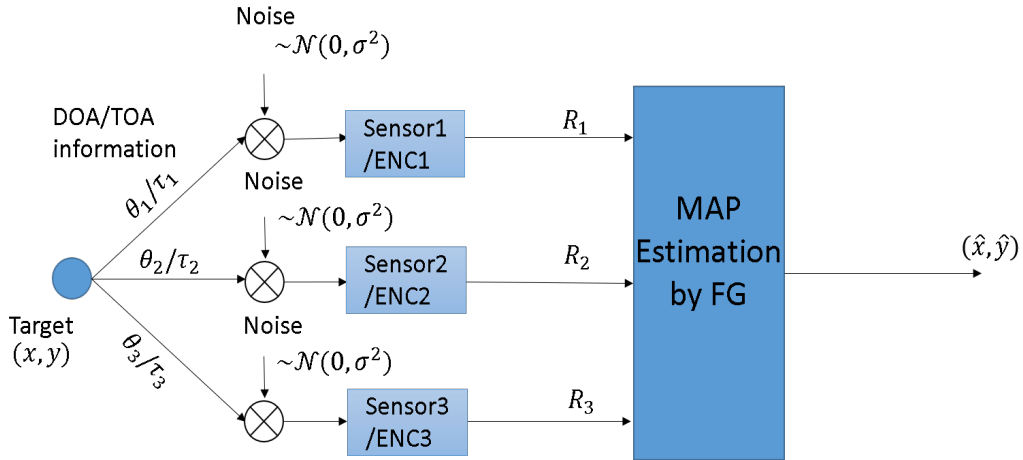 Noise
~𝒩(0, σ²)
DOA/TOA
information
θ₁/τ₁
Sensor1
/ENC1
R₁
Noise
~𝒩(0, σ²)
θ₂/τ₂
Sensor2
/ENC2
R₂
MAP
Estimation
by FG
(x̂, ŷ)
Target
(x, y)
Noise
~𝒩(0, σ²)
θ₃/τ₃
Sensor3
/ENC3
R₃